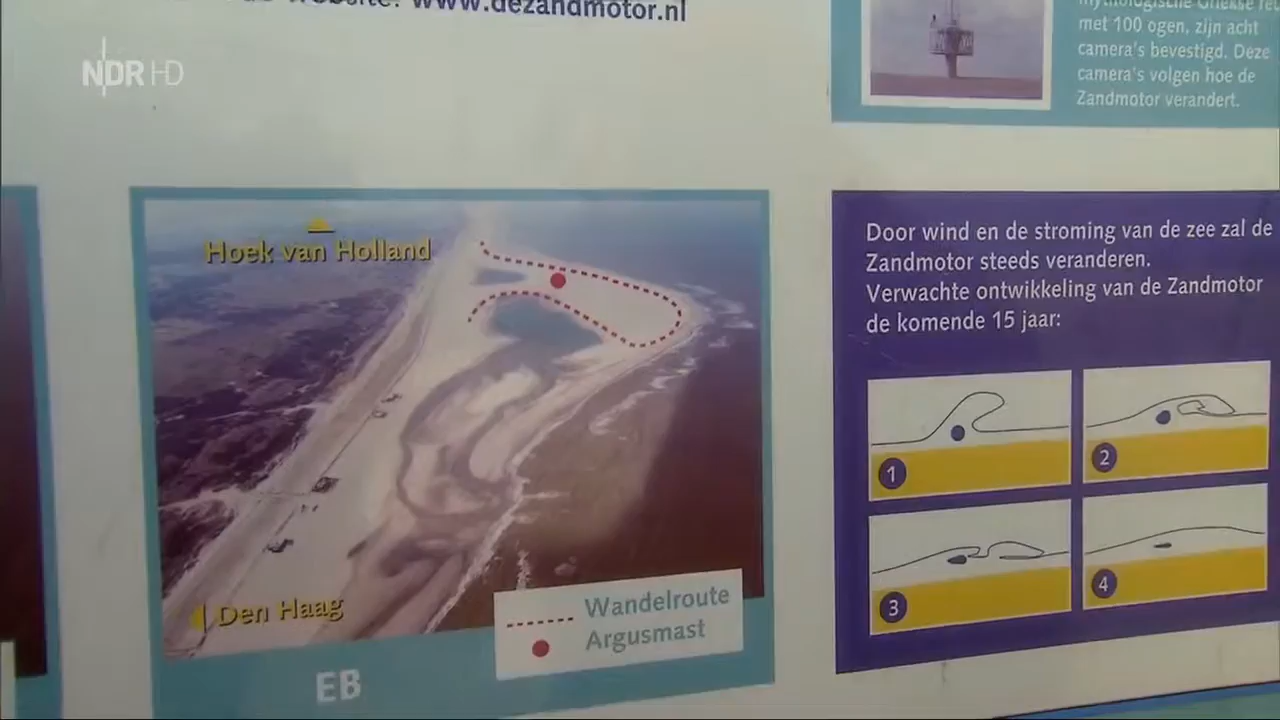 website: www.dezandmotor.nl
NDR HD
met 100 ogen, zijn acht
camera's bevestigd. Deze
camera's volgen hoe de
Zandmotor verandert.
Hoek van Holland
Den Haag
Wandelroute
Argusmast
EB
Door wind en de stroming van de zee zal de
Zandmotor steeds veranderen.
Verwachte ontwikkeling van de Zandmotor
de komende 15 jaar:
1
2
3
4